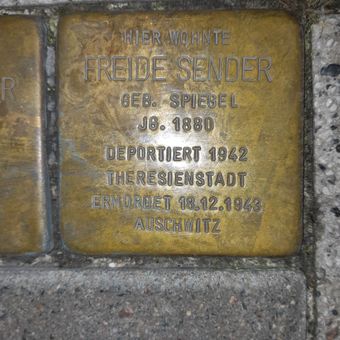 HIER WOHNTE
FREIDE SENDER
GEB. SPIEGEL
JG. 1880
DEPORTIERT 1942
THERESIENSTADT
ERMORDET 18.12.1943
AUSCHWITZ
R